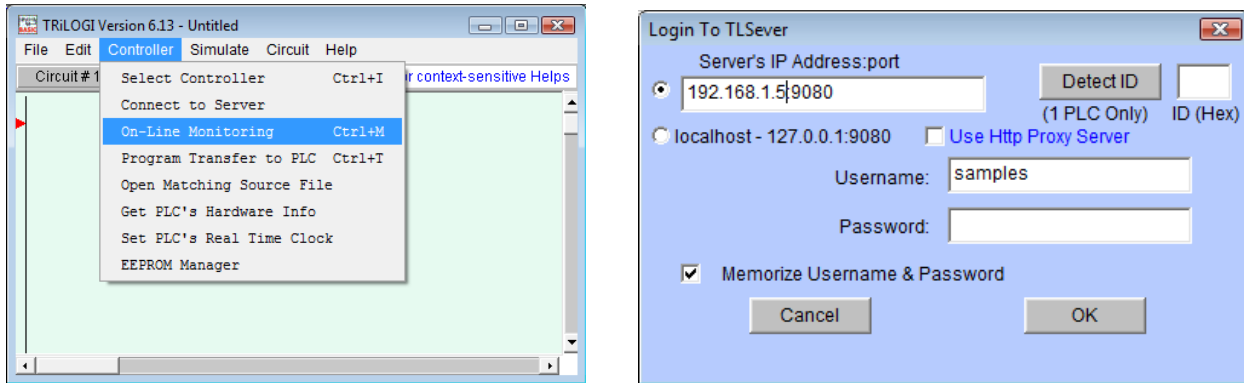 TRiLOGI Version 6.13 - Untitled
File Edit Controller Simulate Circuit Help
Circuit # 1
r context-sensitive Helps
Select Controller Ctrl+I
Connect to Server
On-Line Monitoring Ctrl+M
Program Transfer to PLC Ctrl+T
Open Matching Source File
Get PLC's Hardware Info
Set PLC's Real Time Clock
EEPROM Manager
Login To TLSever
Server's IP Address:port
192.168.1.5:9080
Detect ID
(1 PLC Only) ID (Hex)
localhost - 127.0.0.1:9080 Use Http Proxy Server
Username: samples
Password:
Memorize Username & Password
Cancel OK